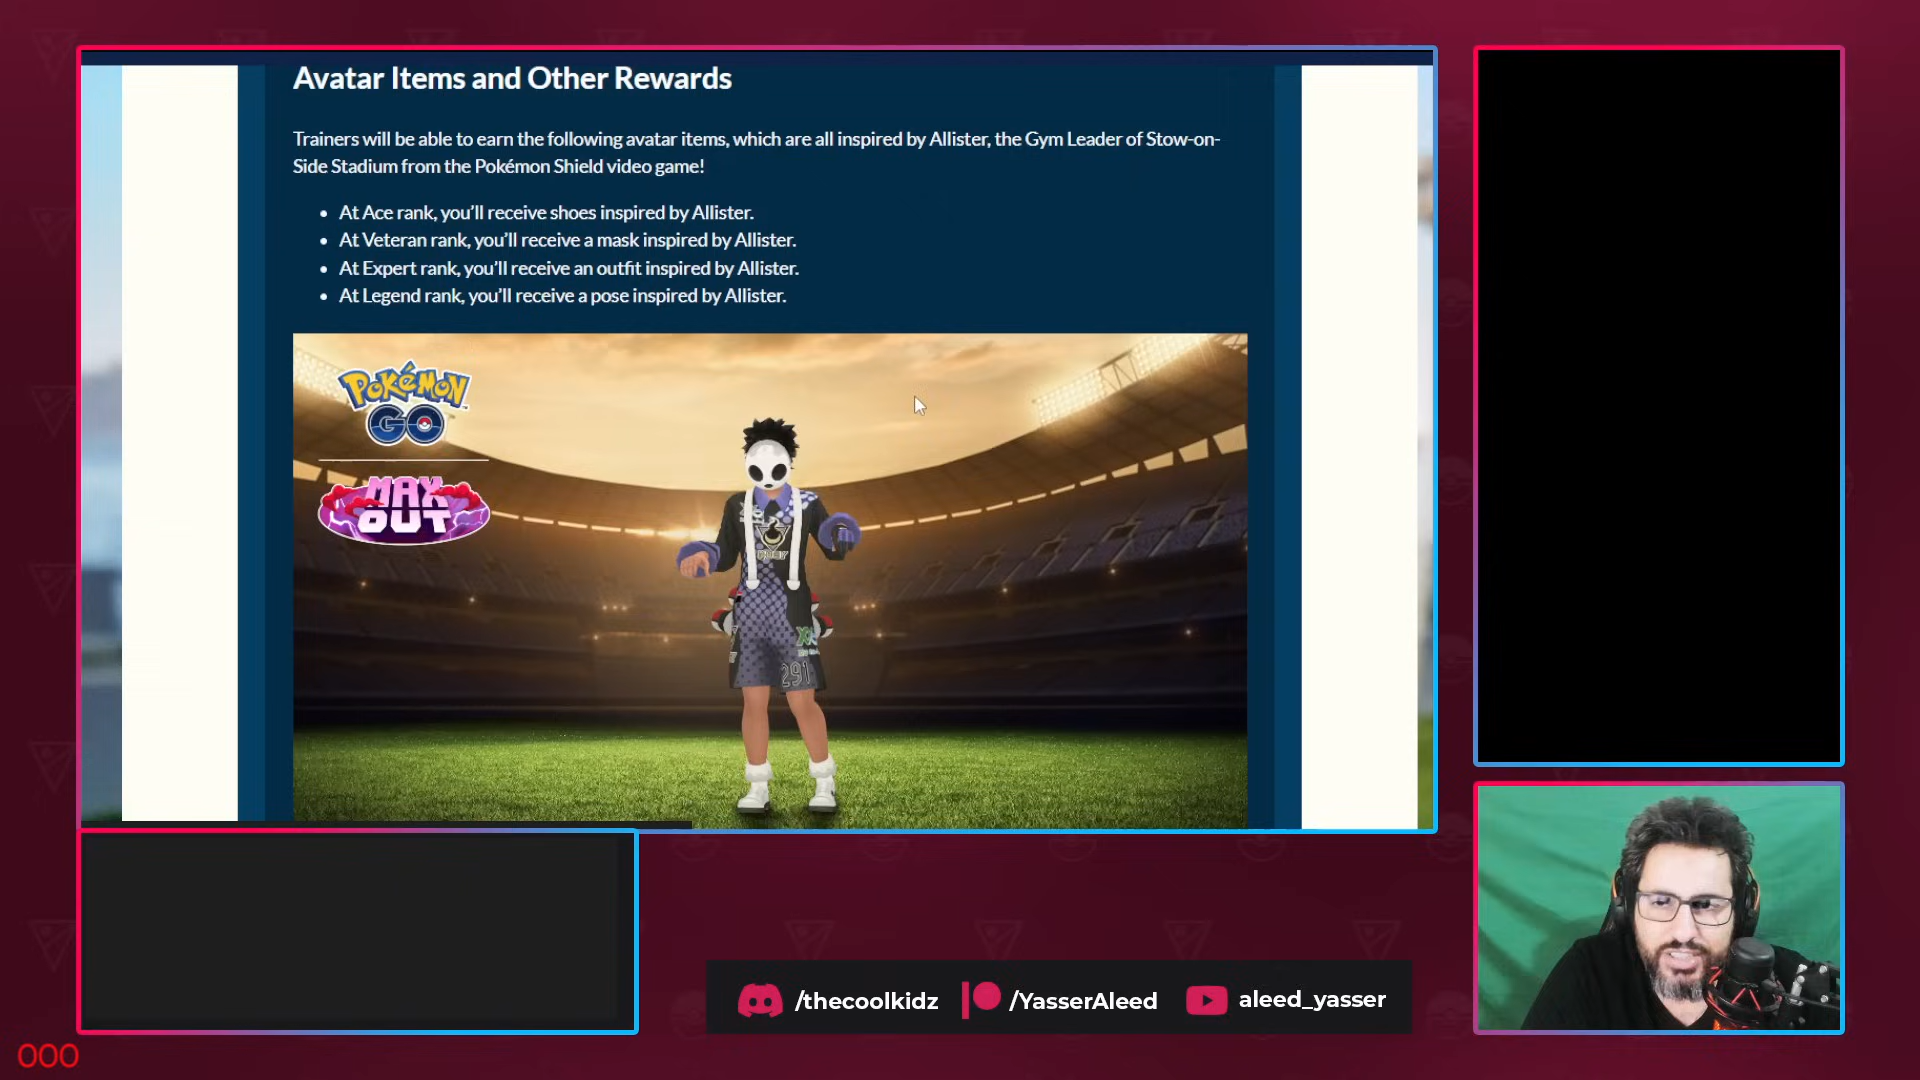 Avatar Items and Other Rewards
Trainers will be able to earn the following avatar items, which are all inspired by Allister, the Gym Leader of Stow-on-
Side Stadium from the Pokémon Shield video game!
• At Ace rank, you'll receive shoes inspired by Allister.
• At Veteran rank, you'll receive a mask inspired by Allister.
• At Expert rank, you'll receive an outfit inspired by Allister.
• At Legend rank, you'll receive a pose inspired by Allister.
POKéMON
GO
MAX
OUT
291
/thecoolkidz
/YasserAleed
aleed_yasser
000